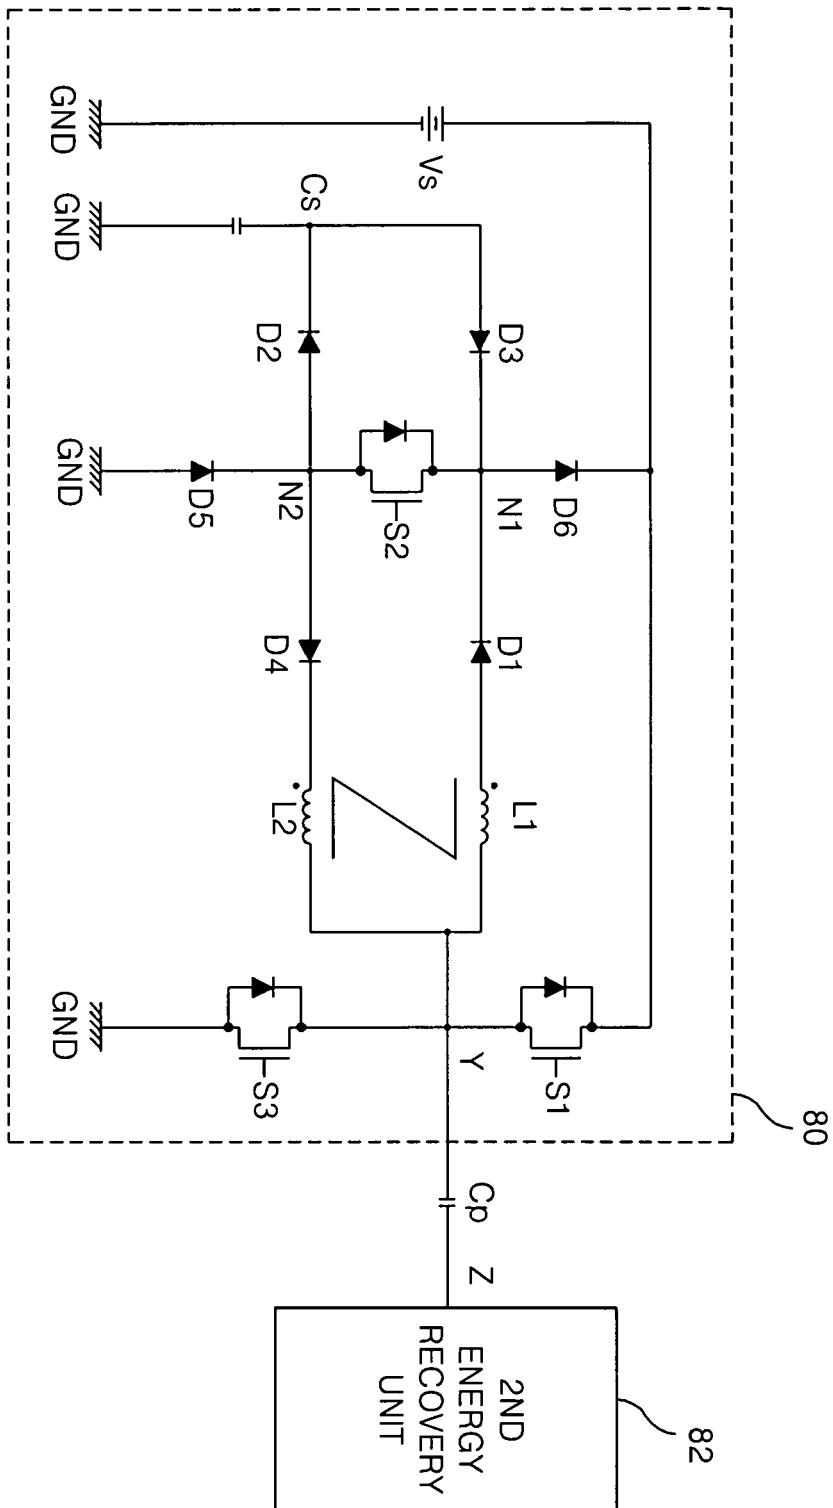 80
82
Vs
D6
S1
D3
N1
D1
L1
S2
Cs
D2
N2
D4
L2
Y
Cp
Z
2ND
ENERGY
RECOVERY
UNIT
D5
S3
GND
GND
GND
GND